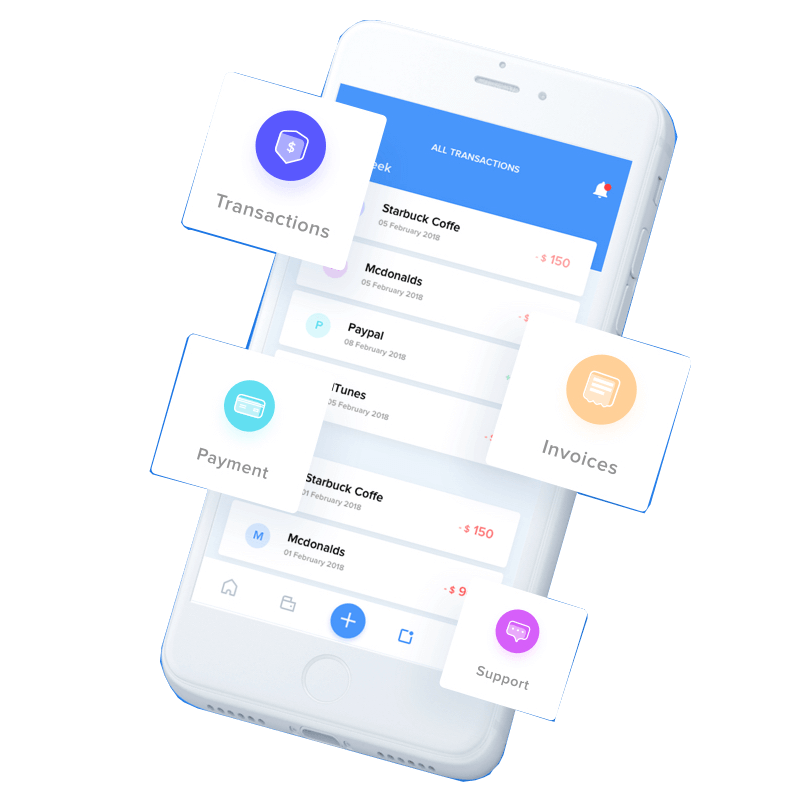 ALL TRANSACTIONS
eek
Transactions
$
Starbuck Coffe
05 February 2018
- $ 150
Mcdonalds
05 February 2018
- $
P
Paypal
08 February 2018
iTunes
05 February 2018
- $
Invoices
Payment
Starbuck Coffe
01 February 2018
- $ 150
M
Mcdonalds
01 February 2018
- $ 9
Support